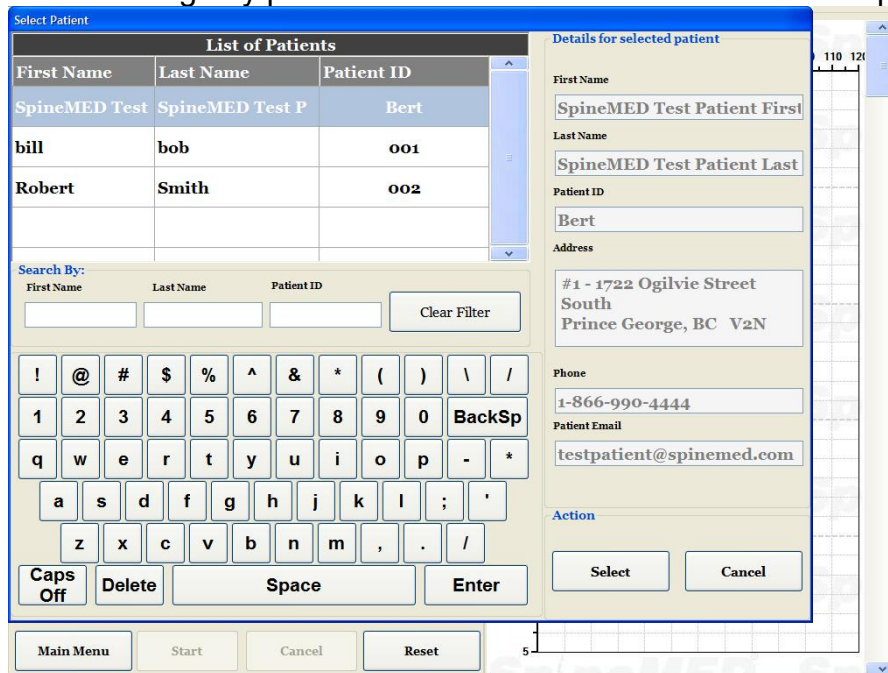 Select Patient
List of Patients
First Name Last Name Patient ID
SpineMED Test SpineMED Test P Bert
bill bob 001
Robert Smith 002
Search By:
First Name Last Name Patient ID
Clear Filter
! @ # $ % ^ & * ( ) \ /
1 2 3 4 5 6 7 8 9 0 BackSp
q w e r t y u i o p - *
a s d f g h j k l ; '
z x c v b n m , . /
Caps Off Delete Space Enter
Details for selected patient
First Name
SpineMED Test Patient First
Last Name
SpineMED Test Patient Last
Patient ID
Bert
Address
#1 - 1722 Ogilvie Street
South
Prince George, BC V2N
Phone
1-866-990-4444
Patient Email
testpatient@spinemed.com
Action
Select Cancel
110 120
Main Menu Start Cancel Reset
5
SpineMED